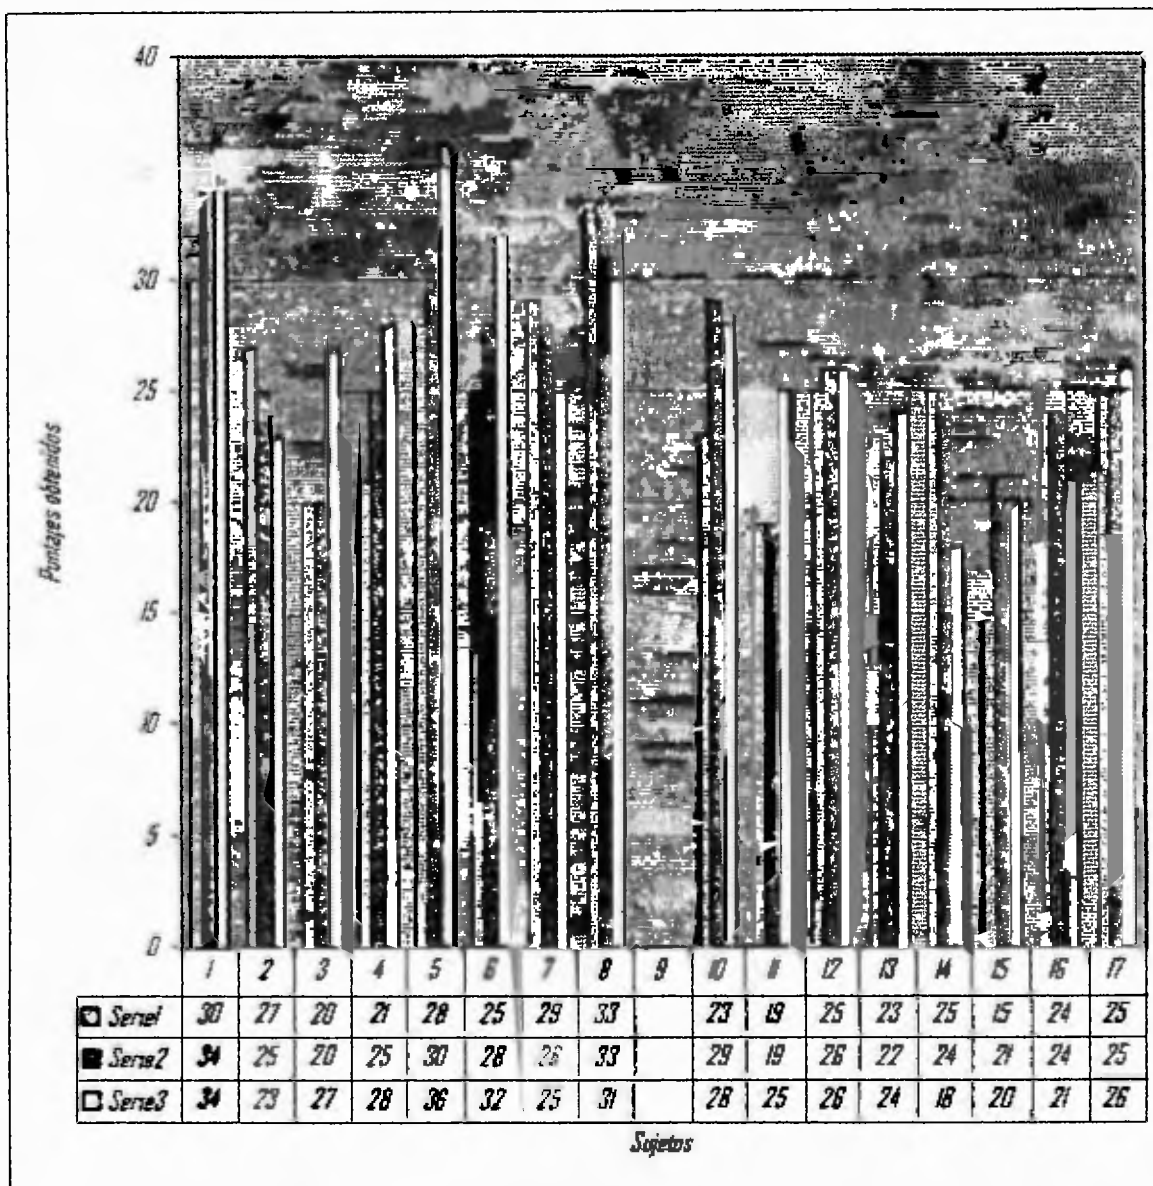 40
30
25
20
15
10
5
0
Puntajes obtenidos
1 2 3 4 5 6 7 8 9 10 11 12 13 14 15 16 17
Serie1 30 27 20 21 28 25 29 33 23 19 25 23 25 15 24 25
Serie2 34 25 20 25 30 28 26 33 29 19 26 22 24 21 24 25
Serie3 34 23 27 28 36 32 25 31 28 25 26 24 18 20 21 26
Sujetos